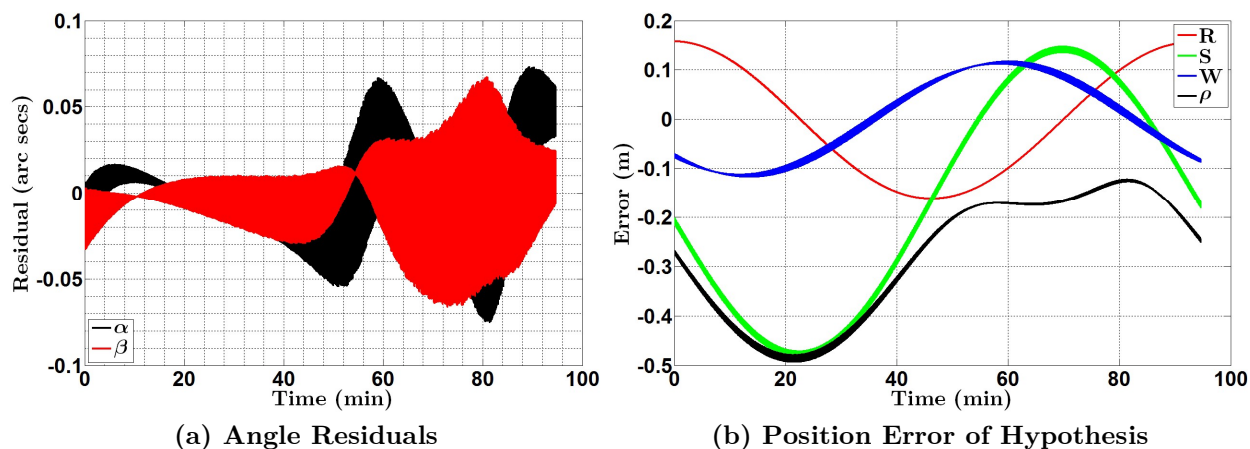 0.1
0.05
0
-0.05
-0.1
Residual (arc secs)
α
β
0 20 40 60 80 100
Time (min)
(a) Angle Residuals
0.2
0.1
0
-0.1
-0.2
-0.3
-0.4
-0.5
Error (m)
R
S
W
ρ
0 20 40 60 80 100
Time (min)
(b) Position Error of Hypothesis